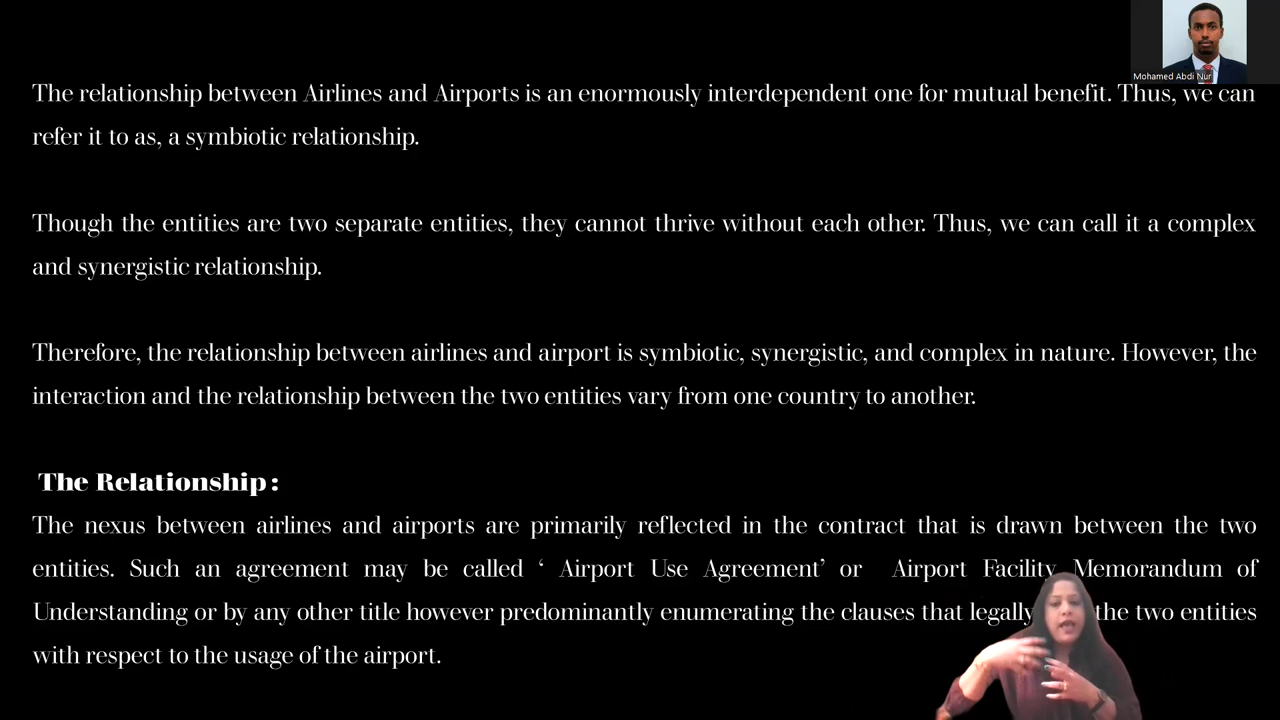 Mohamed Abdi Nur
The relationship between Airlines and Airports is an enormously interdependent one for mutual benefit. Thus, we can
refer it to as, a symbiotic relationship.
Though the entities are two separate entities, they cannot thrive without each other. Thus, we can call it a complex
and synergistic relationship.
Therefore, the relationship between airlines and airport is symbiotic, synergistic, and complex in nature. However, the
interaction and the relationship between the two entities vary from one country to another.
The Relationship :
The nexus between airlines and airports are primarily reflected in the contract that is drawn between the two
entities. Such an agreement may be called ‘ Airport Use Agreement’ or Airport Facility Memorandum of
Understanding or by any other title however predominantly enumerating the clauses that legally the two entities
with respect to the usage of the airport.